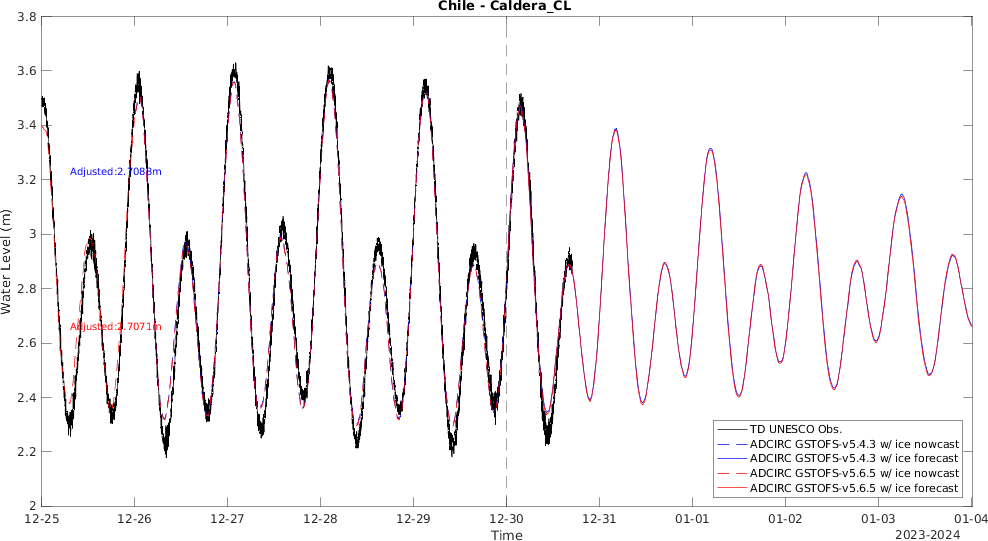 Chile - Caldera_CL
3.8
3.6
3.4
3.2
3
2.8
2.6
2.4
2.2
2
Water Level (m)
Adjusted:2.7083m
Adjusted:2.7071m
TD UNESCO Obs.
ADCIRC GSTOFS-v5.4.3 w/ ice nowcast
ADCIRC GSTOFS-v5.4.3 w/ ice forecast
ADCIRC GSTOFS-v5.6.5 w/ ice nowcast
ADCIRC GSTOFS-v5.6.5 w/ ice forecast
12-25 12-26 12-27 12-28 12-29 12-30 12-31 01-01 01-02 01-03 01-04
Time
2023-2024